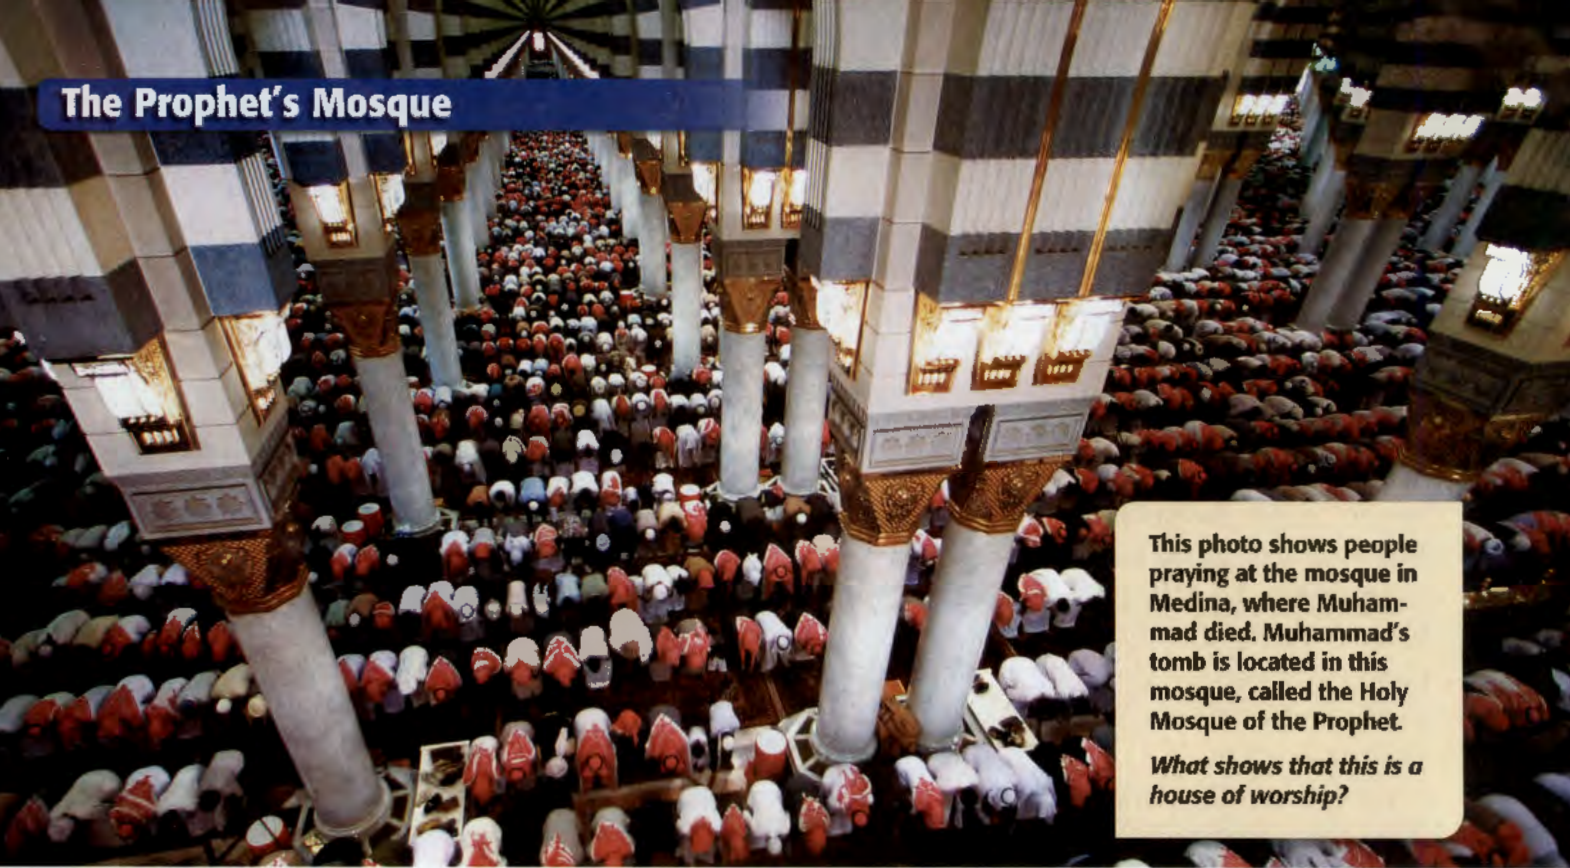 The Prophet's Mosque
This photo shows people
praying at the mosque in
Medina, where Muham-
mad died. Muhammad's
tomb is located in this
mosque, called the Holy
Mosque of the Prophet.
What shows that this is a
house of worship?